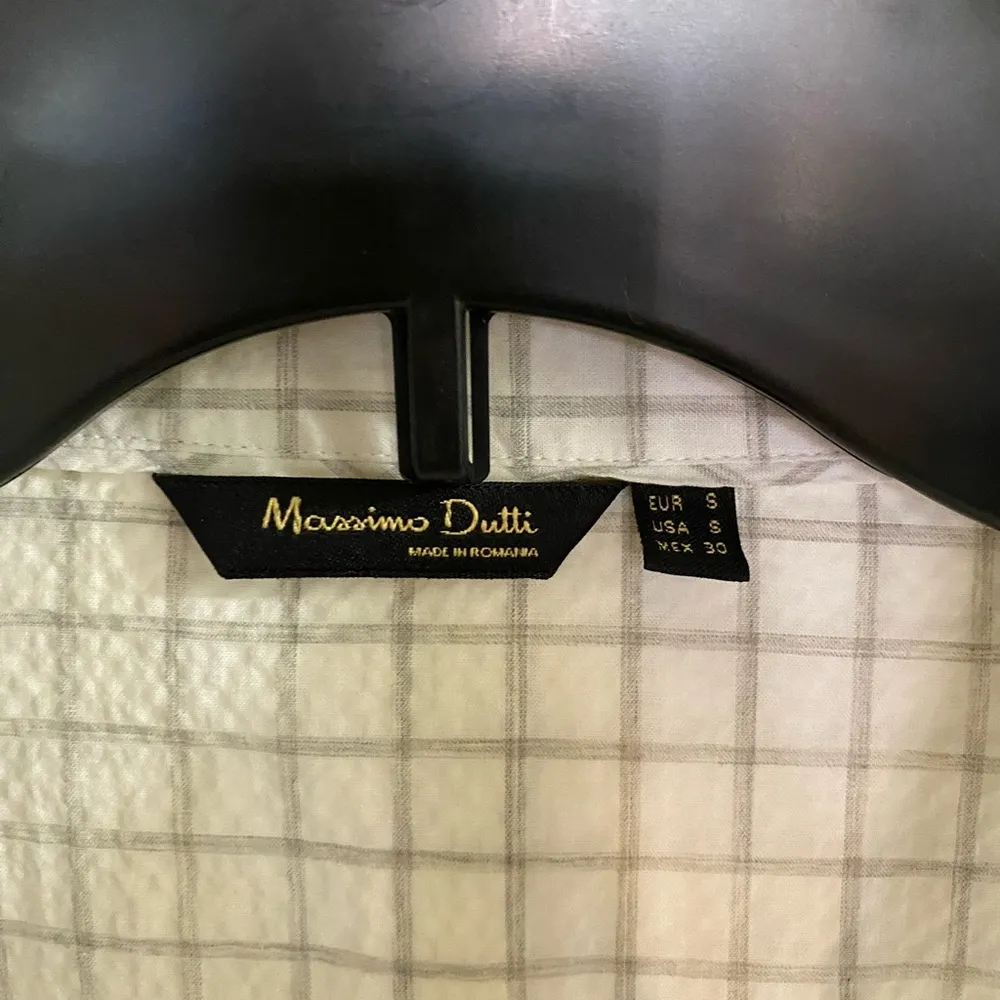 Massimo Dutti
MADE IN ROMANIA
EUR S
USA S
MEX 30